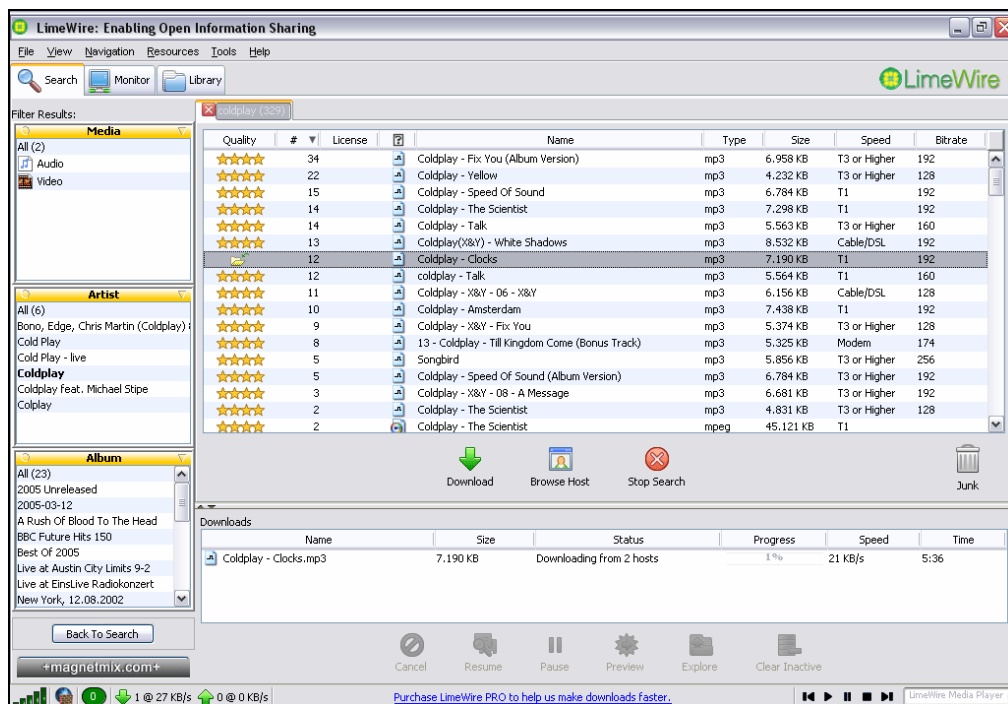 LimeWire: Enabling Open Information Sharing
File View Navigation Resources Tools Help
Search Monitor Library
LimeWire
Filter Results:
coldplay (329)
Media
All (2)
Audio
Video
Artist
All (6)
Bono, Edge, Chris Martin (Coldplay)
Cold Play
Cold Play - live
Coldplay
Coldplay feat. Michael Stipe
Colplay
Album
All (23)
2005 Unreleased
2005-03-12
A Rush Of Blood To The Head
BBC Future Hits 150
Best Of 2005
Live at Austin City Limits 9-2
Live at EinsLive Radiokonzert
New York, 12.08.2002
Back To Search
+magnetmix.com+
Quality # License ? Name Type Size Speed Bitrate
34 Coldplay - Fix You (Album Version) mp3 6.958 KB T3 or Higher 192
22 Coldplay - Yellow mp3 4.232 KB T3 or Higher 128
15 Coldplay - Speed Of Sound mp3 6.784 KB T1 192
14 Coldplay - The Scientist mp3 7.298 KB T1 192
14 Coldplay - Talk mp3 5.563 KB T3 or Higher 160
13 Coldplay(X&Y) - White Shadows mp3 8.532 KB Cable/DSL 192
12 Coldplay - Clocks mp3 7.190 KB T1 192
12 coldplay - Talk mp3 5.564 KB T1 160
11 Coldplay - X&Y - 06 - X&Y mp3 6.156 KB Cable/DSL 128
10 Coldplay - Amsterdam mp3 7.438 KB T1 192
9 Coldplay - X&Y - Fix You mp3 5.374 KB T3 or Higher 128
8 13 - Coldplay - Till Kingdom Come (Bonus Track) mp3 5.325 KB Modem 174
5 Songbird mp3 5.856 KB T3 or Higher 256
5 Coldplay - Speed Of Sound (Album Version) mp3 6.784 KB T3 or Higher 192
3 Coldplay - X&Y - 08 - A Message mp3 6.681 KB T3 or Higher 192
2 Coldplay - The Scientist mp3 4.831 KB T3 or Higher 128
2 Coldplay - The Scientist mpeg 45.121 KB T1
Download Browse Host Stop Search Junk
Downloads
Name Size Status Progress Speed Time
Coldplay - Clocks.mp3 7.190 KB Downloading from 2 hosts 1% 21 KB/s 5:36
Cancel Resume Pause Preview Explore Clear Inactive
0 1 @ 27 KB/s 0 @ 0 KB/s Purchase LimeWire PRO to help us make downloads faster. LimeWire Media Player